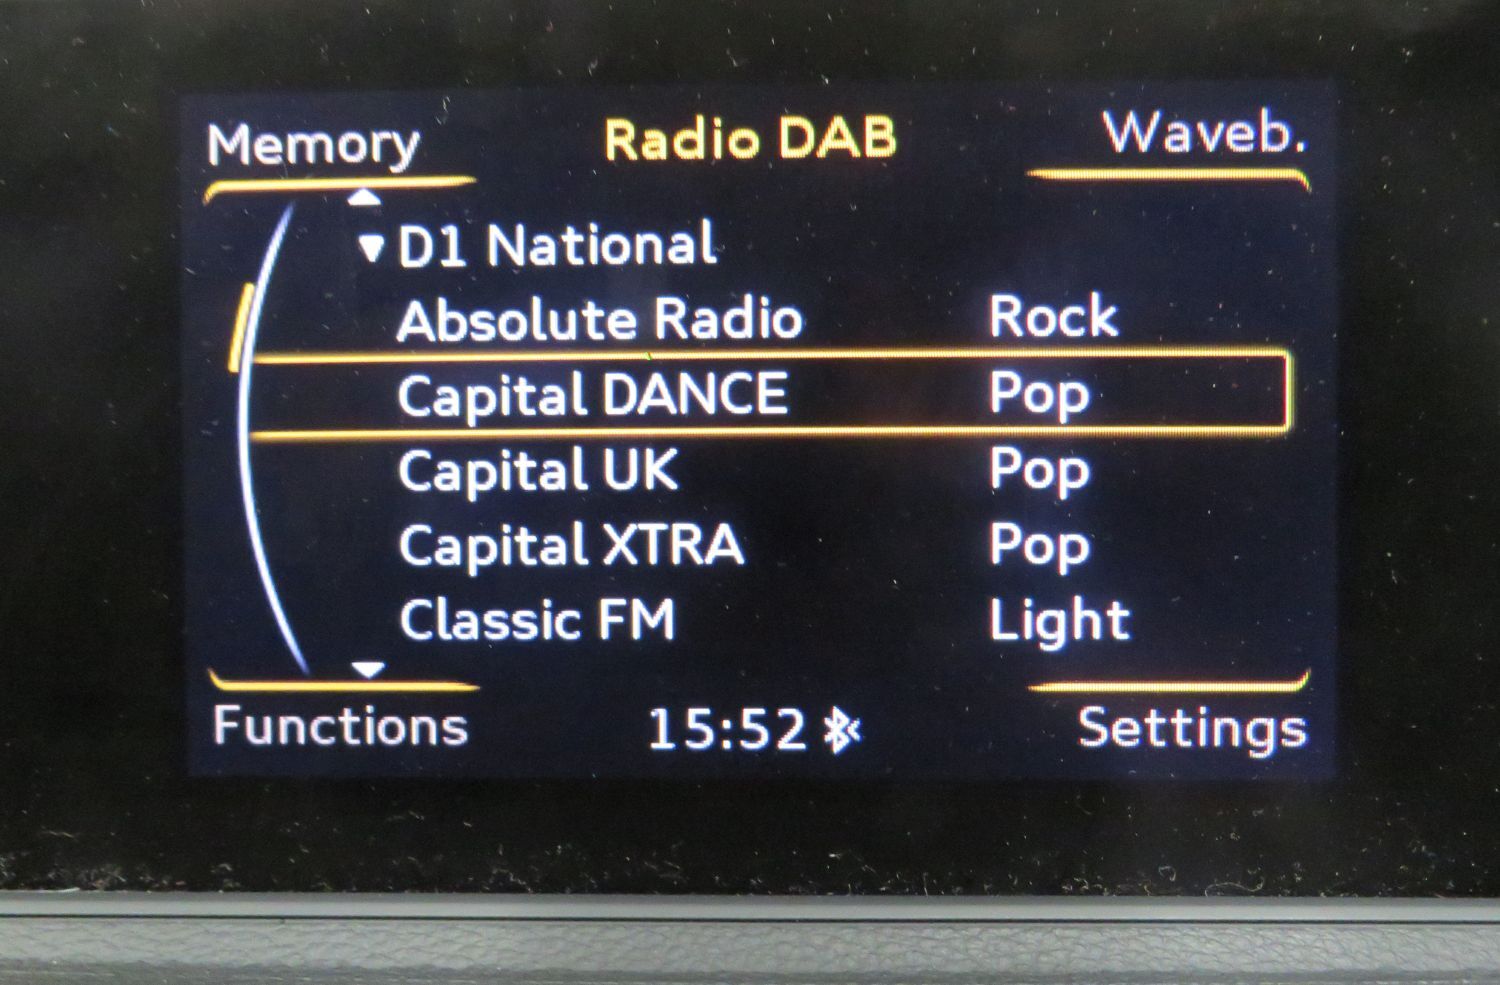 Memory Radio DAB Waveb.
D1 National
Absolute Radio Rock
Capital DANCE Pop
Capital UK Pop
Capital XTRA Pop
Classic FM Light
Functions 15:52 Settings